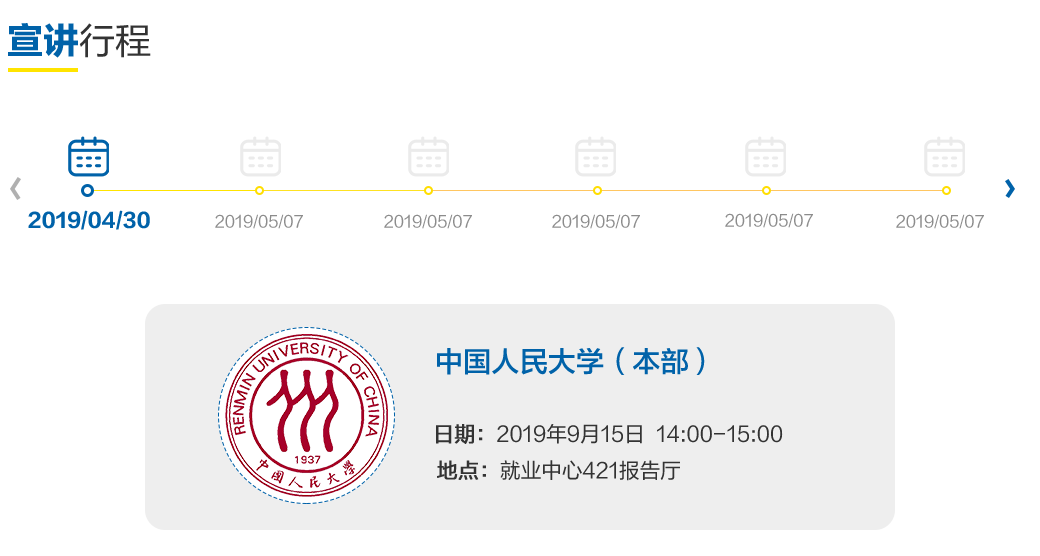 宣讲行程
2019/04/30
2019/05/07
2019/05/07
2019/05/07
2019/05/07
2019/05/07
RENMIN UNIVERSITY OF CHINA
1937
中国人民大学
中国人民大学（本部）
日期：2019年9月15日 14:00-15:00
地点：就业中心421报告厅